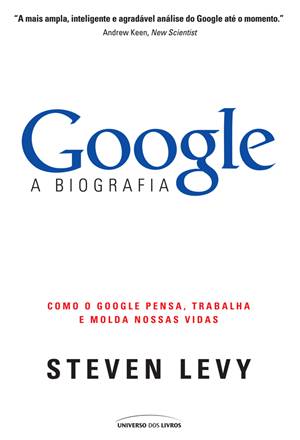 “A mais ampla, inteligente e agradável análise do Google até o momento.”
Andrew Keen, New Scientist
Google
A BIOGRAFIA
COMO O GOOGLE PENSA, TRABALHA
E MOLDA NOSSAS VIDAS
STEVEN LEVY
UNIVERSO DOS LIVROS